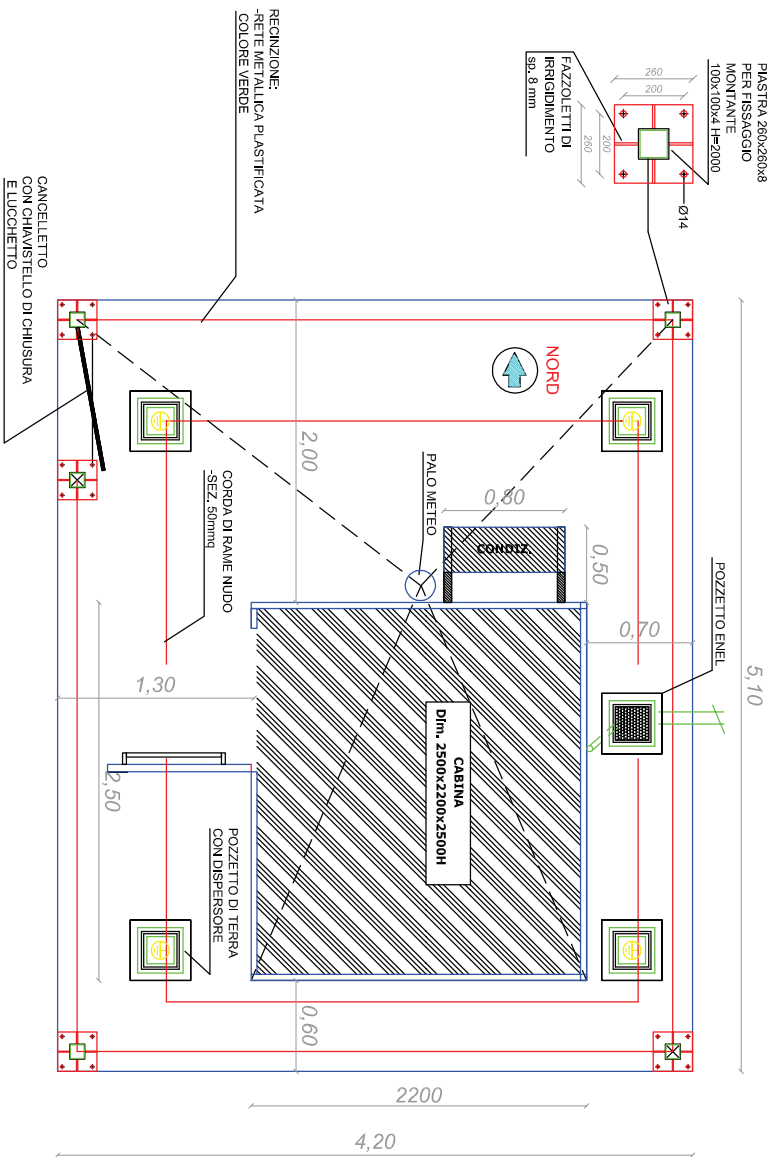 PIASTRA 260x260x8
PER FISSAGGIO
MONTANTE
100x100x4 H=2000
260
200
200
260
Ø14
FAZZOLETTI DI
IRRIGIDIMENTO
sp. 8 mm
RECINZIONE:
-RETE METALLICA PLASTIFICATA
COLORE VERDE
CANCELLETTO
CON CHIAVISTELLO DI CHIUSURA
E LUCCHETTO
NORD
2,00
PALO METEO
0,80
CONDIZ.
0,50
0,70
POZZETTO ENEL
5,10
CORDA DI RAME NUDO
-SEZ. 50mmq
1,30
CABINA
Dim. 2500x2200x2500H
2,50
POZZETTO DI TERRA
CON DISPERSORE
0,60
2200
4,20